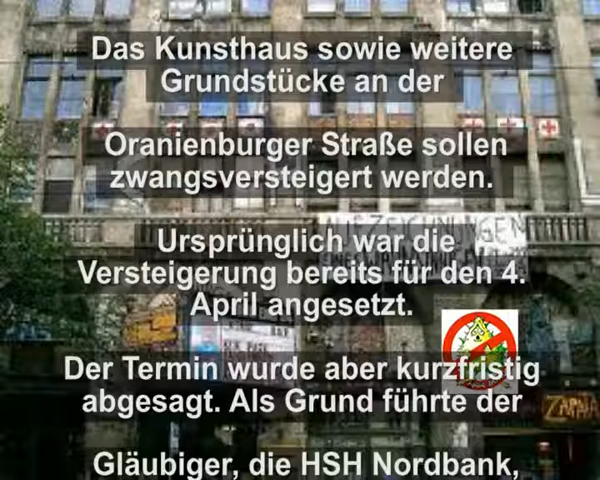 Das Kunsthaus sowie weitere
Grundstücke an der
Oranienburger Straße sollen
zwangsversteigert werden.
Ursprünglich war die
Versteigerung bereits für den 4.
April angesetzt.
Der Termin wurde aber kurzfristig
abgesagt. Als Grund führte der
Gläubiger, die HSH Nordbank,
ZAPATA